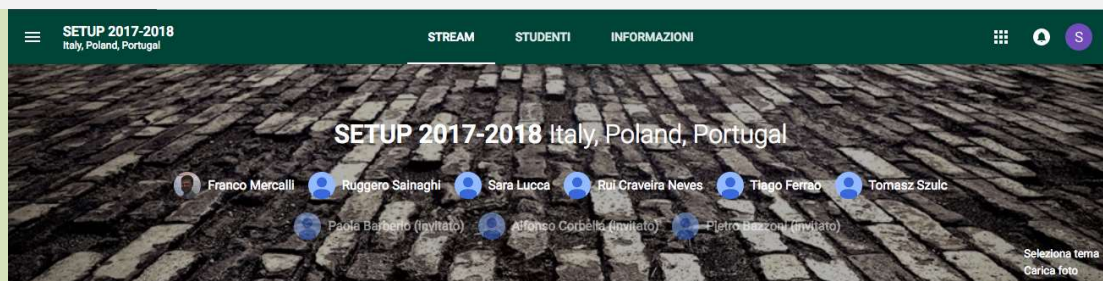 SETUP 2017-2018
Italy, Poland, Portugal
STREAM STUDENTI INFORMAZIONI
S
SETUP 2017-2018 Italy, Poland, Portugal
Franco Mercalli Ruggero Sainaghi Sara Lucca Rui Craveira Neves Tiago Ferrao Tomasz Szulc
Paola Barberio (invitato) Alfonso Corbella (invitato) Pietro Bazzoni (invitato)
Seleziona tema
Carica foto